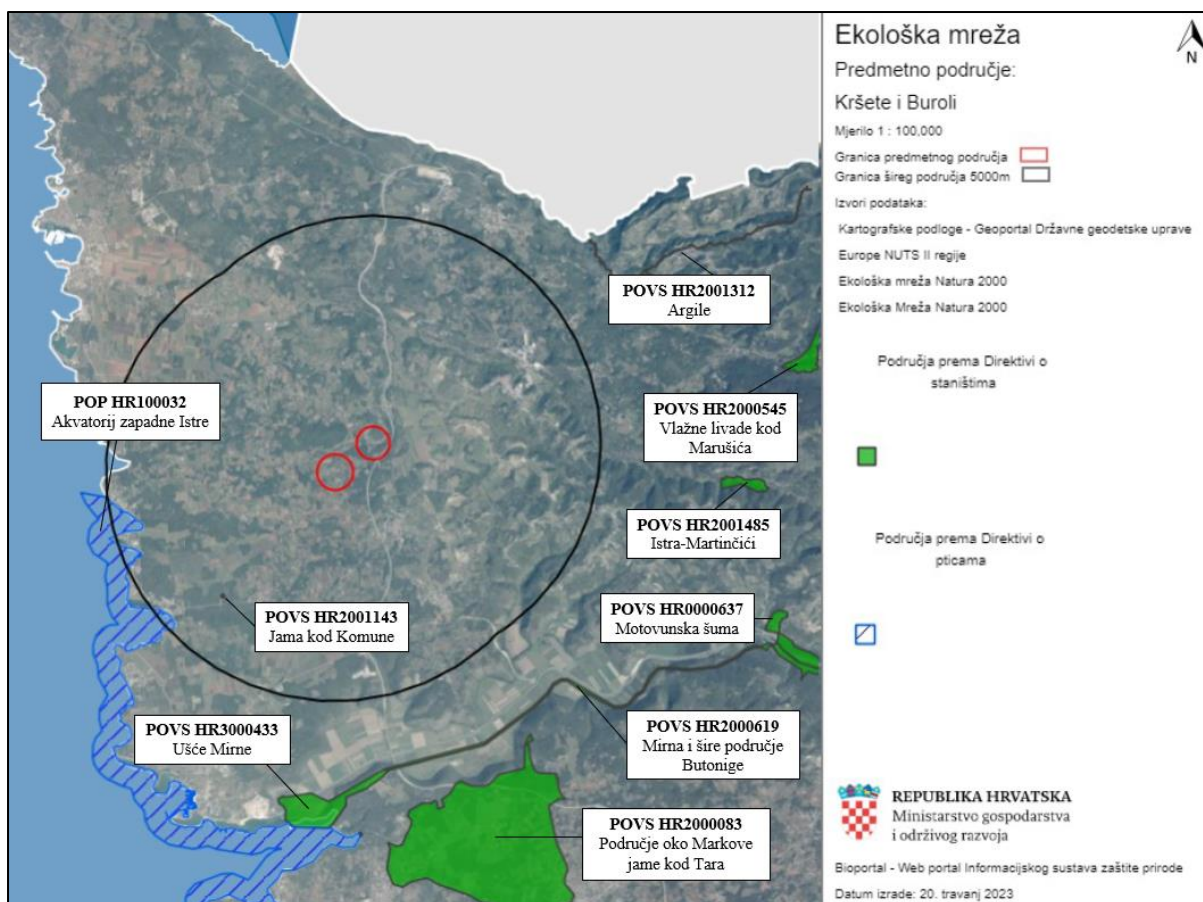 Ekološka mreža
N
Predmetno područje:
Kršete i Buroli
Mjerilo 1 : 100,000
Granica predmetnog područja
Granica šireg područja 5000m
Izvori podataka:
Kartografske podloge - Geoportal Državne geodetske uprave
Europe NUTS II regije
Ekološka mreža Natura 2000
Ekološka Mreža Natura 2000
Područja prema Direktivi o
staništima
Područja prema Direktivi o
pticama
REPUBLIKA HRVATSKA
Ministarstvo gospodarstva
i održivog razvoja
Bioportal - Web portal Informacijskog sustava zaštite prirode
Datum izrade: 20. travanj 2023
POVS HR2001312
Argile
POP HR100032
Akvatorij zapadne Istre
POVS HR2000545
Vlažne livade kod
Marušića
POVS HR2001485
Istra-Martinčići
POVS HR2001143
Jama kod Komune
POVS HR0000637
Motovunska šuma
POVS HR3000433
Ušće Mirne
POVS HR2000619
Mirna i šire područje
Butonige
POVS HR2000083
Područje oko Markove
jame kod Tara